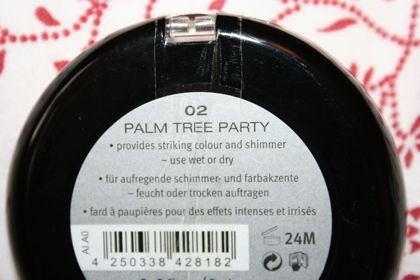 02
PALM TREE PARTY
• provides striking colour and shimmer
– use wet or dry
• für aufregende schimmer- und farbakzente
– feucht oder trocken auftragen
• fard à paupières pour des effets intenses et irisés
ALA0
24M
4 250338 428182